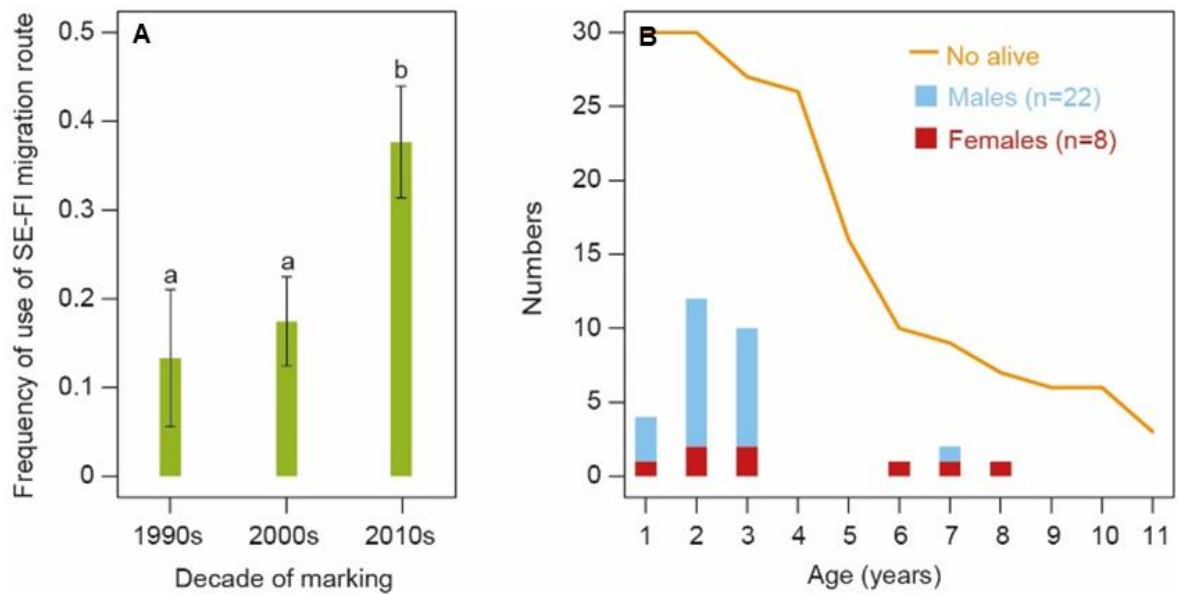 A
Frequency of use of SE-FI migration route
0.5
0.4
0.3
0.2
0.1
0
a
a
b
1990s 2000s 2010s
Decade of marking
B
Numbers
30
25
20
15
10
5
0
No alive
Males (n=22)
Females (n=8)
1 2 3 4 5 6 7 8 9 10 11
Age (years)